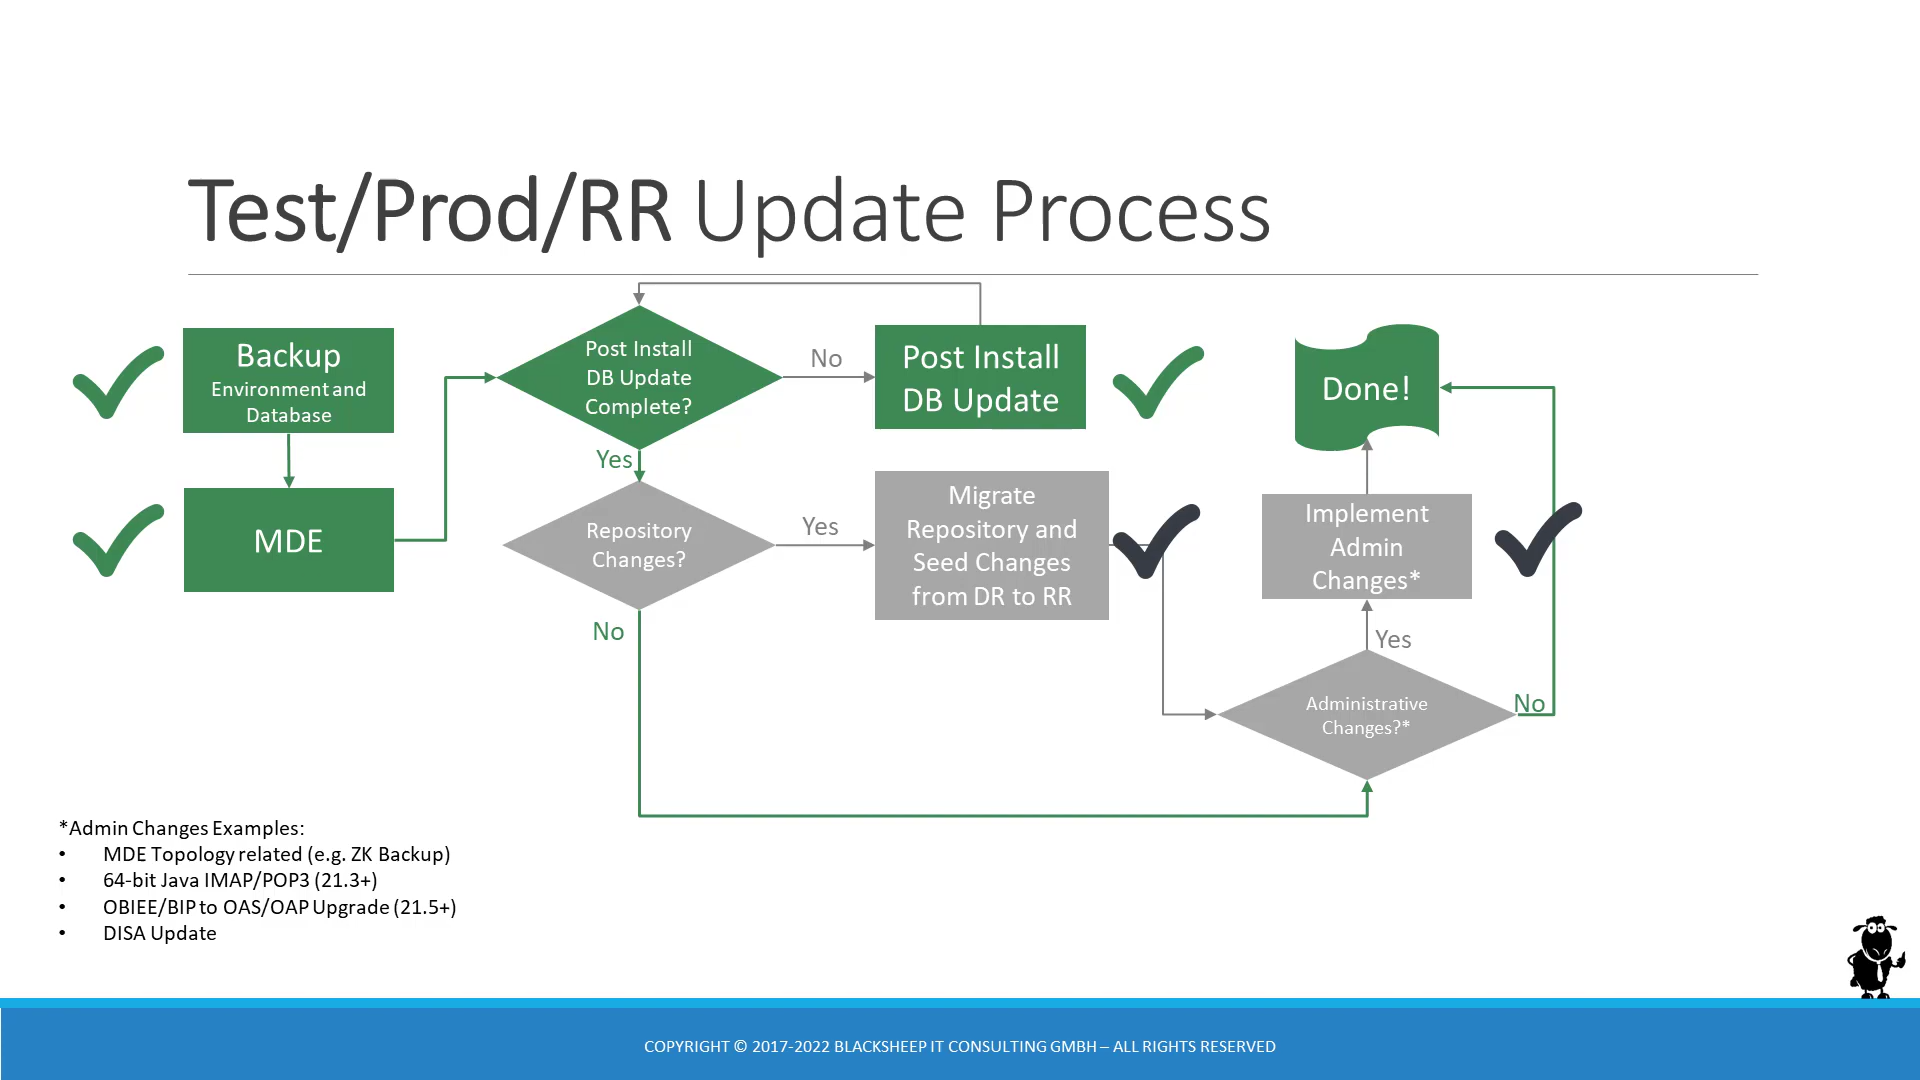 Test/Prod/RR Update Process
Backup
Environment and
Database
MDE
Post Install
DB Update
Complete?
No
Post Install
DB Update
Yes
Repository
Changes?
Yes
Migrate
Repository and
Seed Changes
from DR to RR
No
Done!
Implement
Admin
Changes*
Yes
Administrative
Changes?*
No
*Admin Changes Examples:
• MDE Topology related (e.g. ZK Backup)
• 64-bit Java IMAP/POP3 (21.3+)
• OBIEE/BIP to OAS/OAP Upgrade (21.5+)
• DISA Update
COPYRIGHT © 2017-2022 BLACKSHEEP IT CONSULTING GMBH – ALL RIGHTS RESERVED